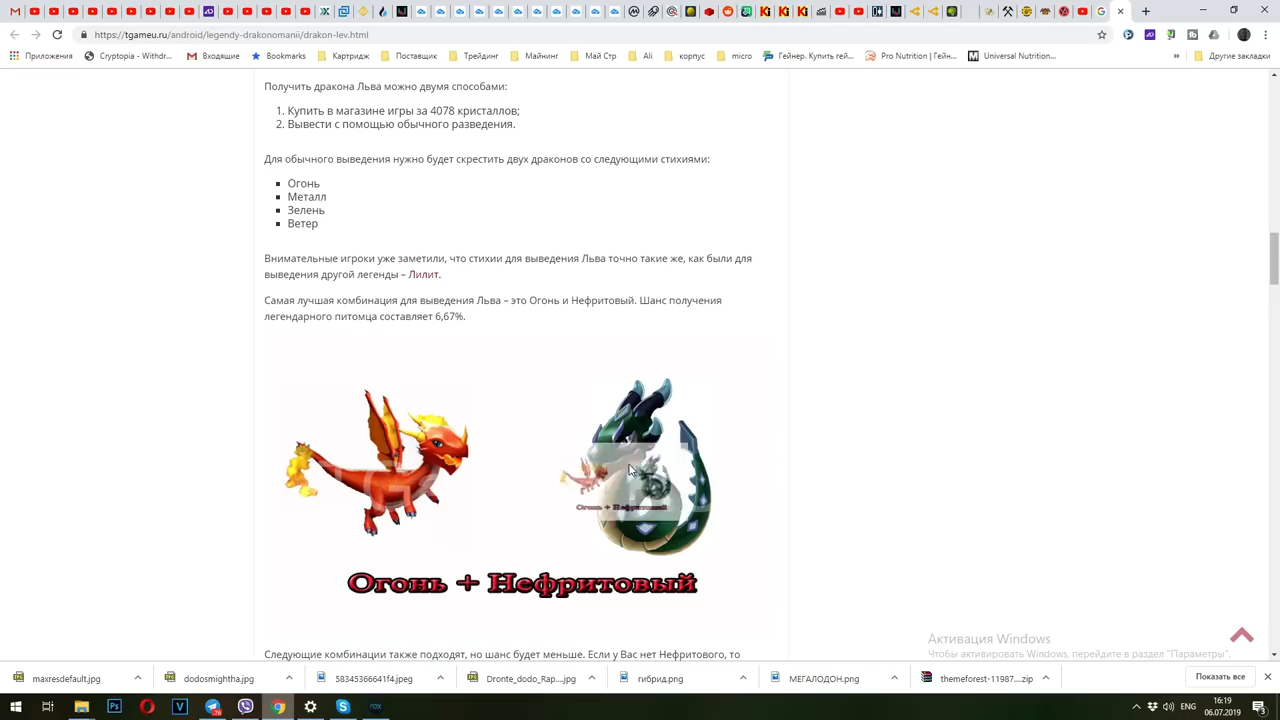 https://tgameu.ru/android/legendy-drakonomanii/drakon-lev.html
Приложения
Cryptopia - Withdr...
Входящие
Bookmarks
Картридж
Поставщик
Трейдинг
Майнинг
Май Стр
Ali
корпус
micro
Гейнер. Купить гей...
Pro Nutrition | Гейн...
Universal Nutrition...
»
Другие закладки
Получить дракона Льва можно двумя способами:
1. Купить в магазине игры за 4078 кристаллов;
2. Вывести с помощью обычного разведения.
Для обычного выведения нужно будет скрестить двух драконов со следующими стихиями:
Огонь
Металл
Зелень
Ветер
Внимательные игроки уже заметили, что стихии для выведения Льва точно такие же, как были для
выведения другой легенды – Лилит.
Самая лучшая комбинация для выведения Льва – это Огонь и Нефритовый. Шанс получения
легендарного питомца составляет 6,67%.
Огонь + Нефритовый
Огонь + Нефритовый
Следующие комбинации также подходят, но шанс будет меньше. Если у Вас нет Нефритового, то
Активация Windows
Чтобы активировать Windows, перейдите в раздел "Параметры".
maxresdefault.jpg
dodosmightha.jpg
58345366641f4.jpeg
Dronte_dodo_Rap....jpg
гибрид.png
МЕГАЛОДОН.png
themeforest-11987....zip
Показать все
ENG
16:19
06.07.2019